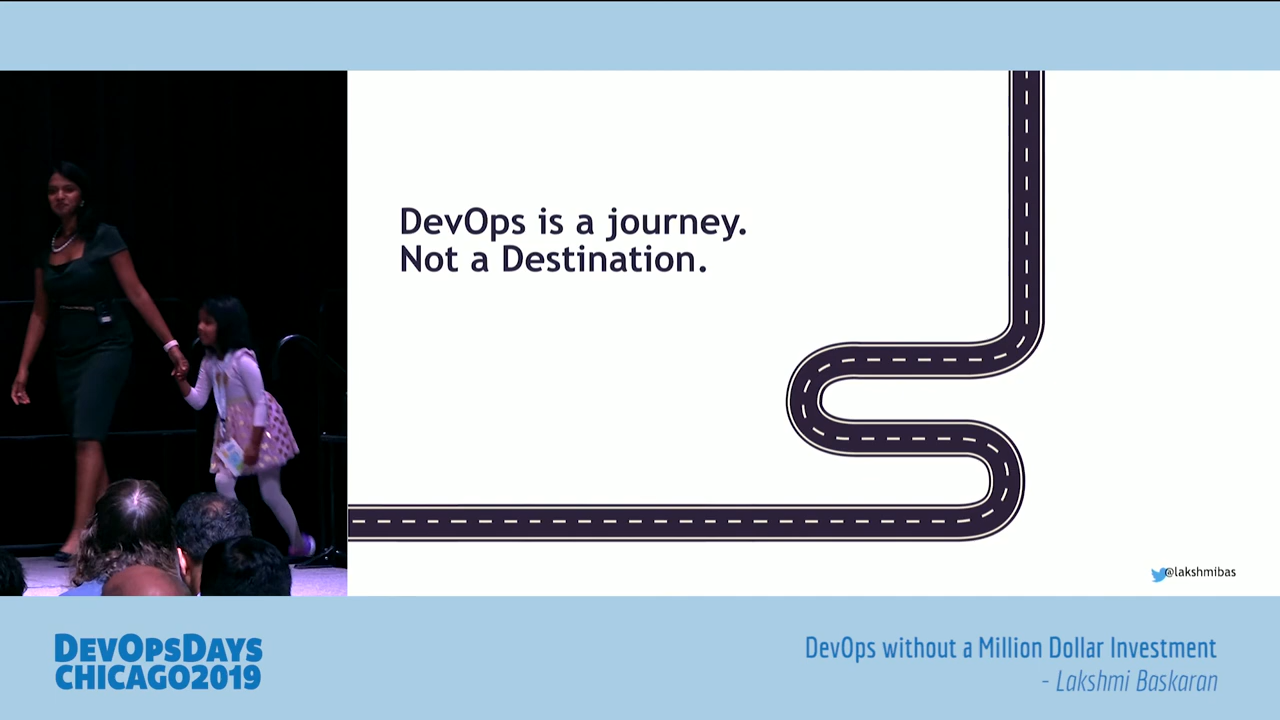 DevOps is a journey.
Not a Destination.
@lakshmibas
DEVOPSDAYS
CHICAGO2019
DevOps without a Million Dollar Investment
- Lakshmi Baskaran